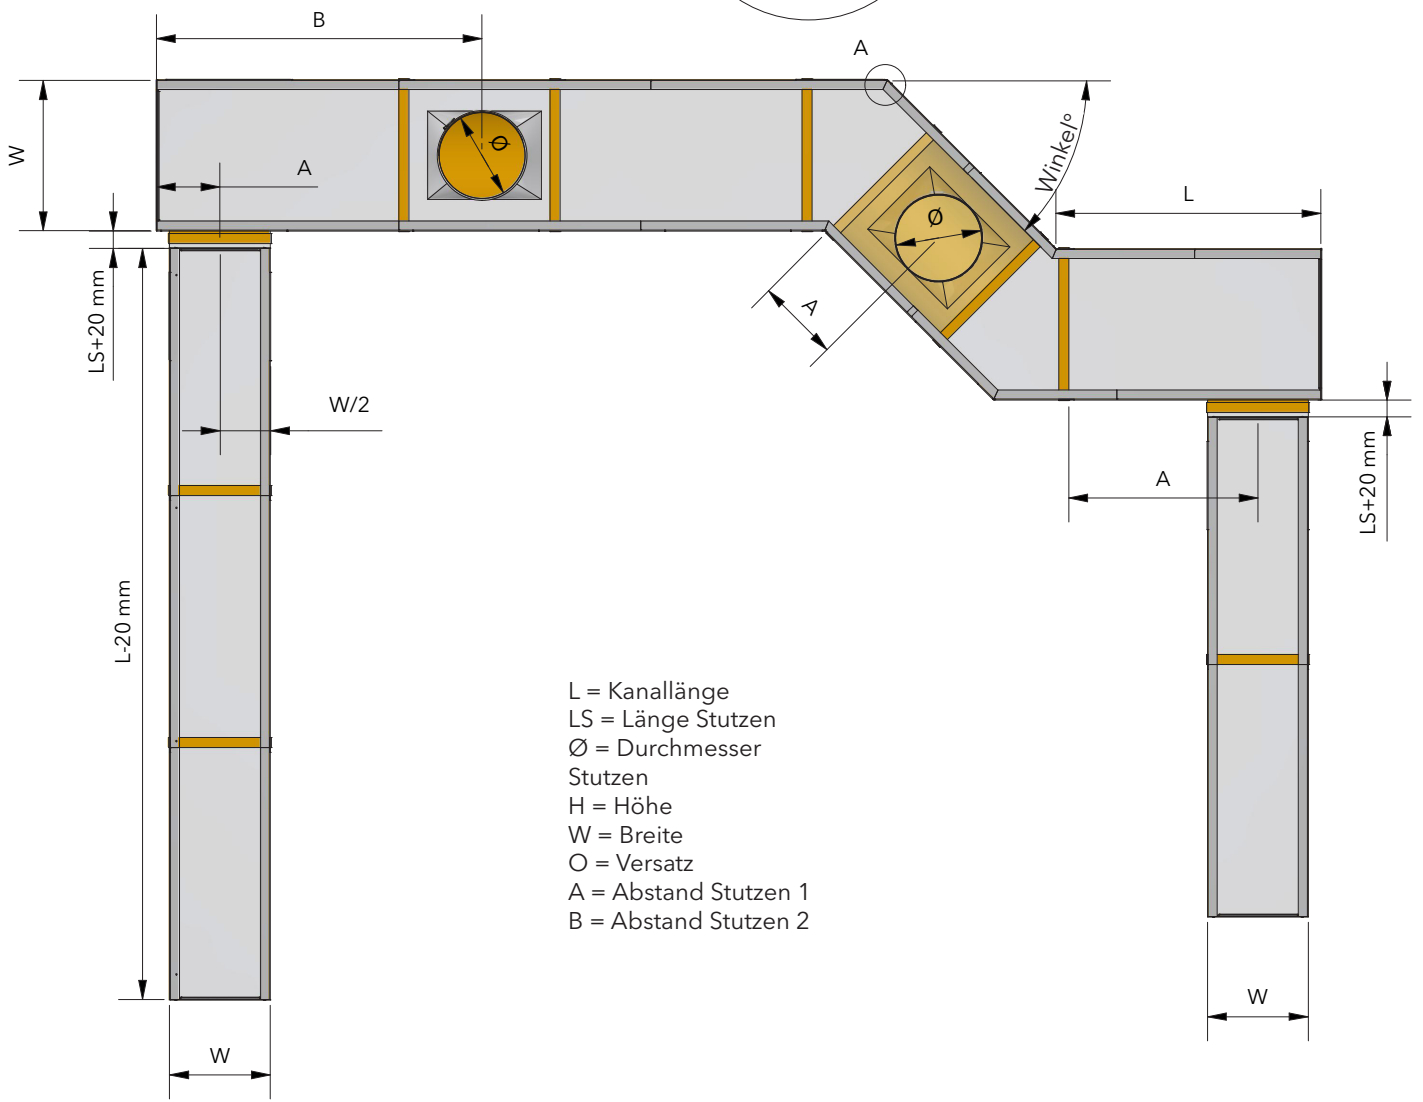 B
A
W
A
Ø
Winkel°
Ø
L
A
LS+20 mm
W/2
A
LS+20 mm
L-20 mm
L = Kanallänge
LS = Länge Stutzen
Ø = Durchmesser
Stutzen
H = Höhe
W = Breite
O = Versatz
A = Abstand Stutzen 1
B = Abstand Stutzen 2
W
W